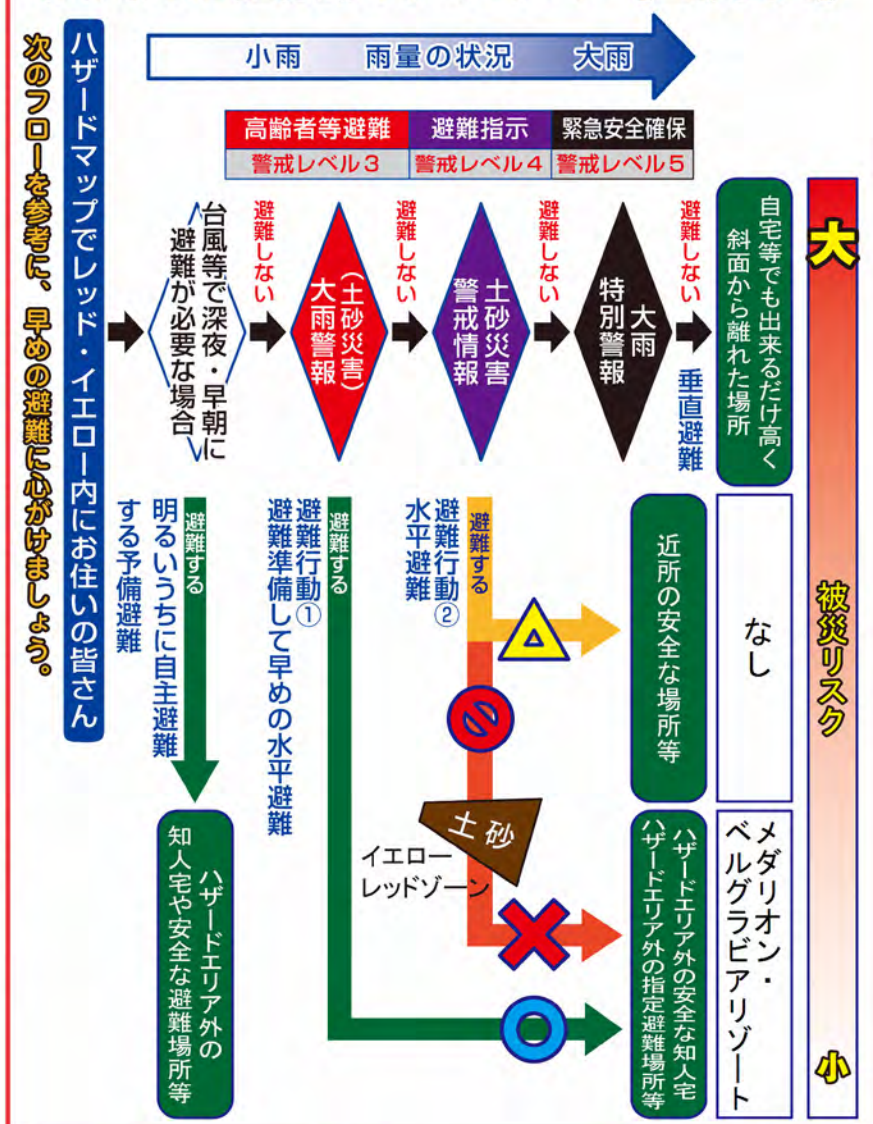 ハザードマップでレッド・イエロー内にお住いの皆さん
次のフローを参考に、早めの避難に心がけましょう。
小雨 雨量の状況 大雨
高齢者等避難 避難指示 緊急安全確保
警戒レベル3 警戒レベル4 警戒レベル5
台風等で深夜・早朝に
避難が必要な場合
避難しない
大雨警報
(土砂災害)
避難しない
土砂災害
警戒情報
避難しない
大雨
特別警報
避難しない
垂直避難
自宅等でも出来るだけ高く
斜面から離れた場所
避難する
明るいうちに自主避難
する予備避難
ハザードエリア外の
知人宅や安全な避難場所等
避難する
避難行動①
避難準備して早めの水平避難
避難する
避難行動②
水平避難
近所の安全な場所等
なし
土砂
イエロー
レッドゾーン
ハザードエリア外の安全な知人宅
ハザードエリア外の指定避難場所等
メダリオン・
ベルグラビアリゾート
大
被災リスク
小